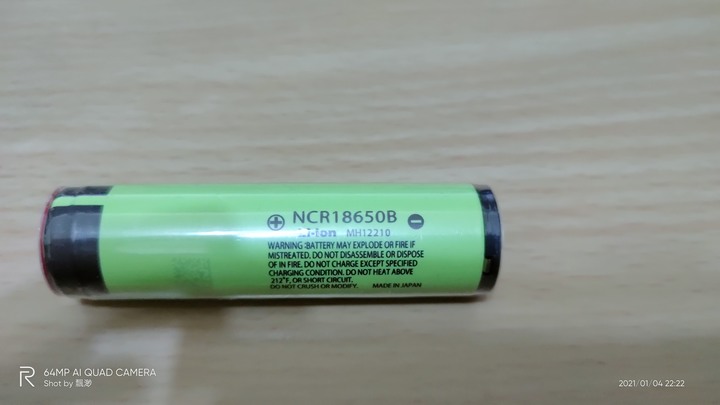 ⊕ NCR18650B ⊖
Li-ion MH12210
WARNING :BATTERY MAY EXPLODE OR FIRE IF
MISTREATED. DO NOT DISASSEMBLE OR DISPOSE
OF IN FIRE. DO NOT CHARGE EXCEPT SPECIFIED
CHARGING CONDITION. DO NOT HEAT ABOVE
212°F, OR SHORT CIRCUIT.
DO NOT CRUSH OR MODIFY. MADE IN JAPAN
64MP AI QUAD CAMERA
Shot by 飄渺
2021/01/04 22:22